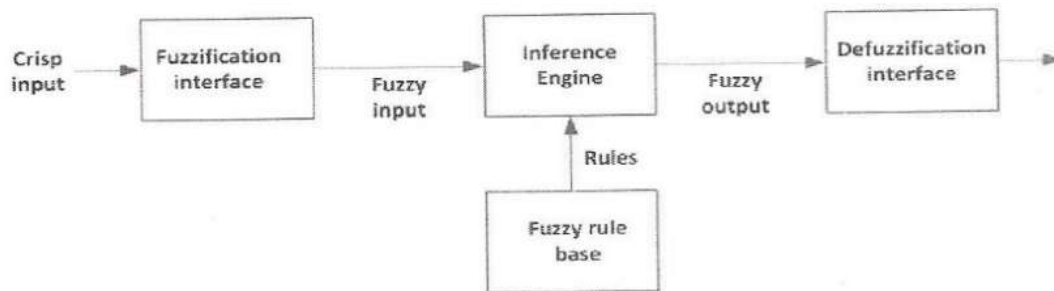 Crisp
input
Fuzzification
interface
Fuzzy
input
Inference
Engine
Fuzzy
output
Defuzzification
interface
Rules
Fuzzy rule
base